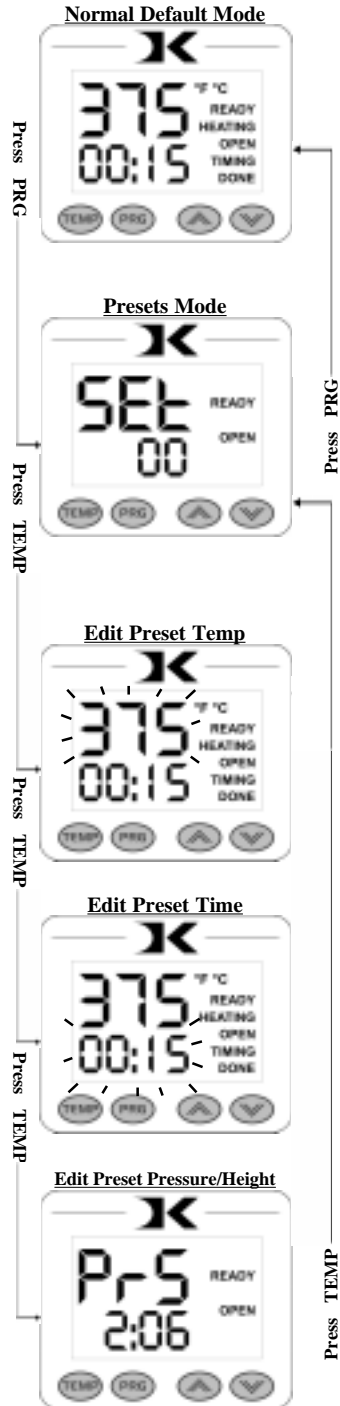 Normal Default Mode
375 °F °C
READY
HEATING
OPEN
00:15 TIMING
DONE
TEMP PRG
Press PRG
Press PRG
Presets Mode
SEt READY
OPEN
00
TEMP PRG
Press TEMP
Edit Preset Temp
375 °F °C
READY
HEATING
OPEN
00:15 TIMING
DONE
TEMP PRG
Press TEMP
Edit Preset Time
375 °F °C
READY
HEATING
OPEN
00:15 TIMING
DONE
TEMP PRG
Press TEMP
Edit Preset Pressure/Height
PrS READY
OPEN
2:06
TEMP PRG
Press TEMP